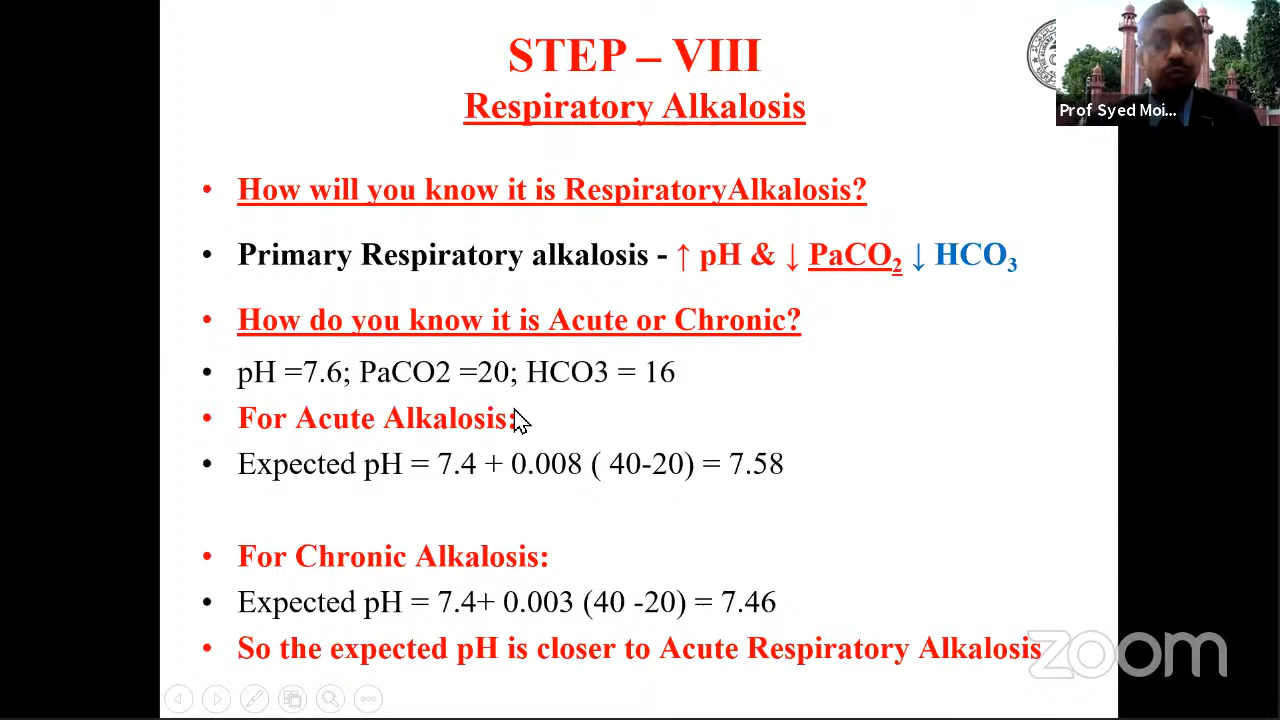 STEP – VIII
Respiratory Alkalosis
Prof Syed Moi...
• How will you know it is RespiratoryAlkalosis?
• Primary Respiratory alkalosis - ↑ pH & ↓ PaCO₂ ↓ HCO₃
• How do you know it is Acute or Chronic?
• pH =7.6; PaCO2 =20; HCO3 = 16
• For Acute Alkalosis:
• Expected pH = 7.4 + 0.008 ( 40-20) = 7.58
• For Chronic Alkalosis:
• Expected pH = 7.4+ 0.003 (40 -20) = 7.46
• So the expected pH is closer to Acute Respiratory Alkalosis
zoom